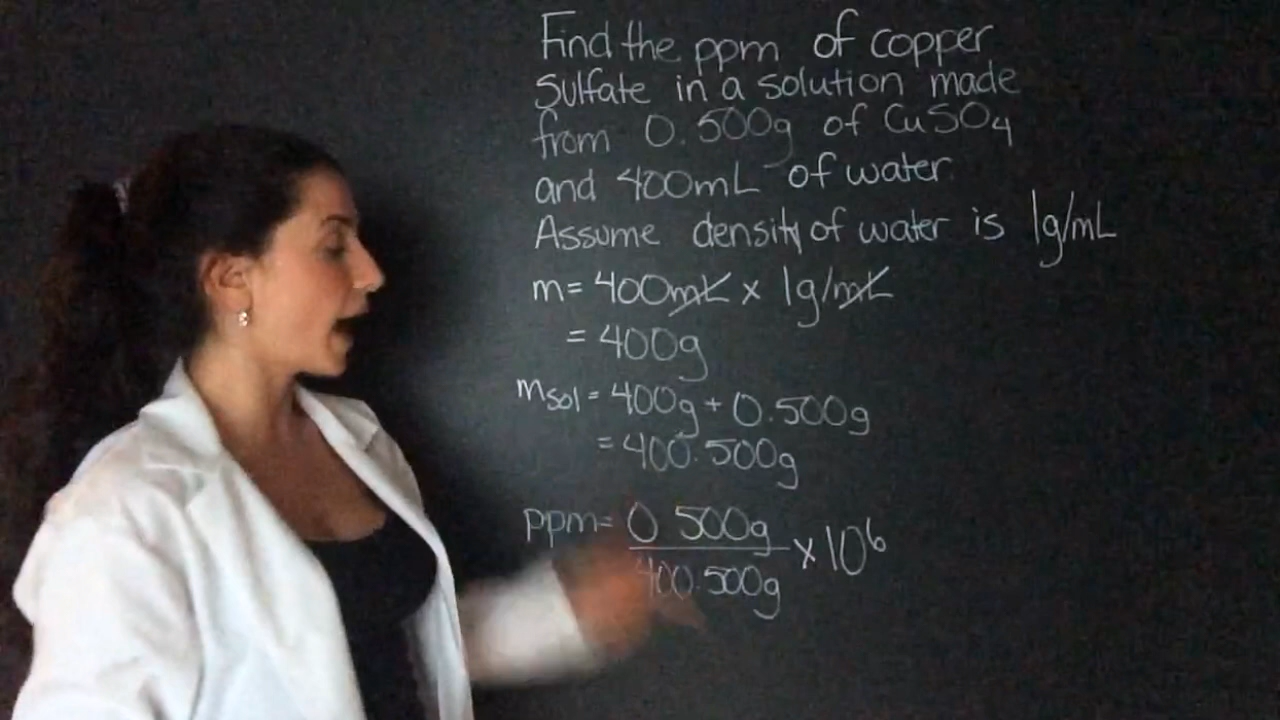 Find the ppm of copper
sulfate in a solution made
from 0.500g of CuSO4
and 400mL of water.
Assume density of water is 1g/mL
m= 400mL x 1g/mL
= 400g
msol = 400g + 0.500g
= 400.500g
ppm= 0 500g x 10⁶
400.500g